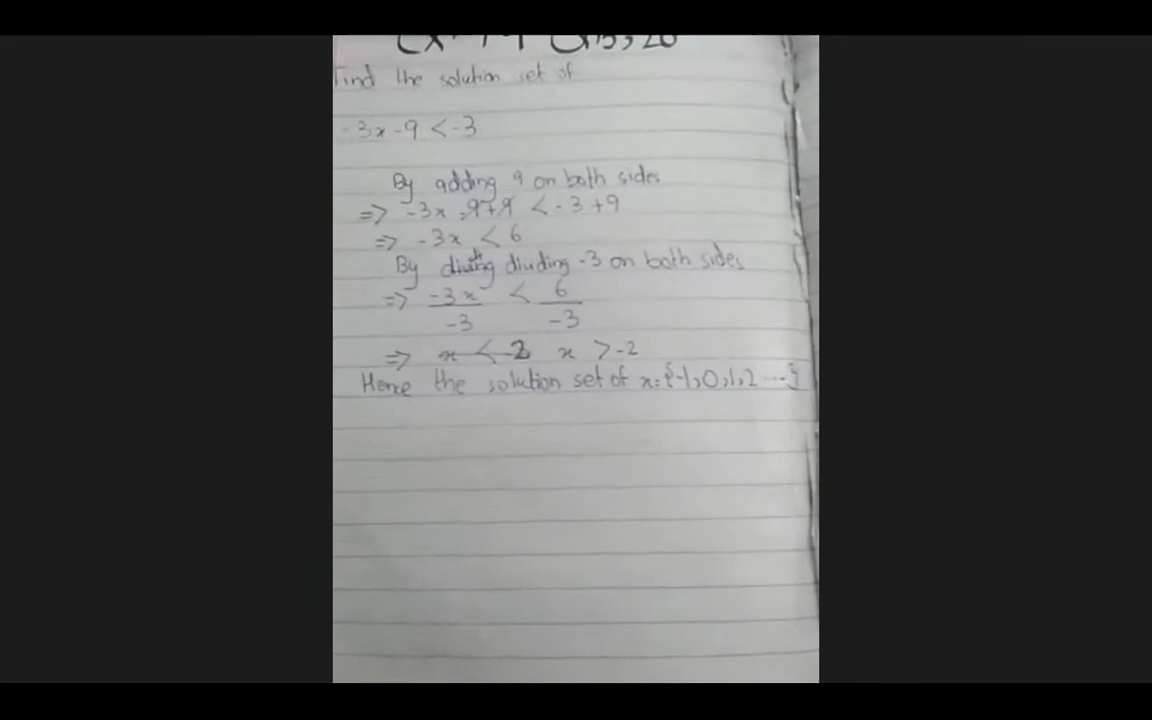 Find the solution set of
-3x - 9 < -3
By adding 9 on both sides
=> -3x - 9 + 9 < - 3 + 9
=> -3x < 6
By diuding -3 on both sides
=> -3x / -3 < 6 / -3
=> x < -2 x > -2
Hence the solution set of x = {-1, 0, 1, 2 ...}